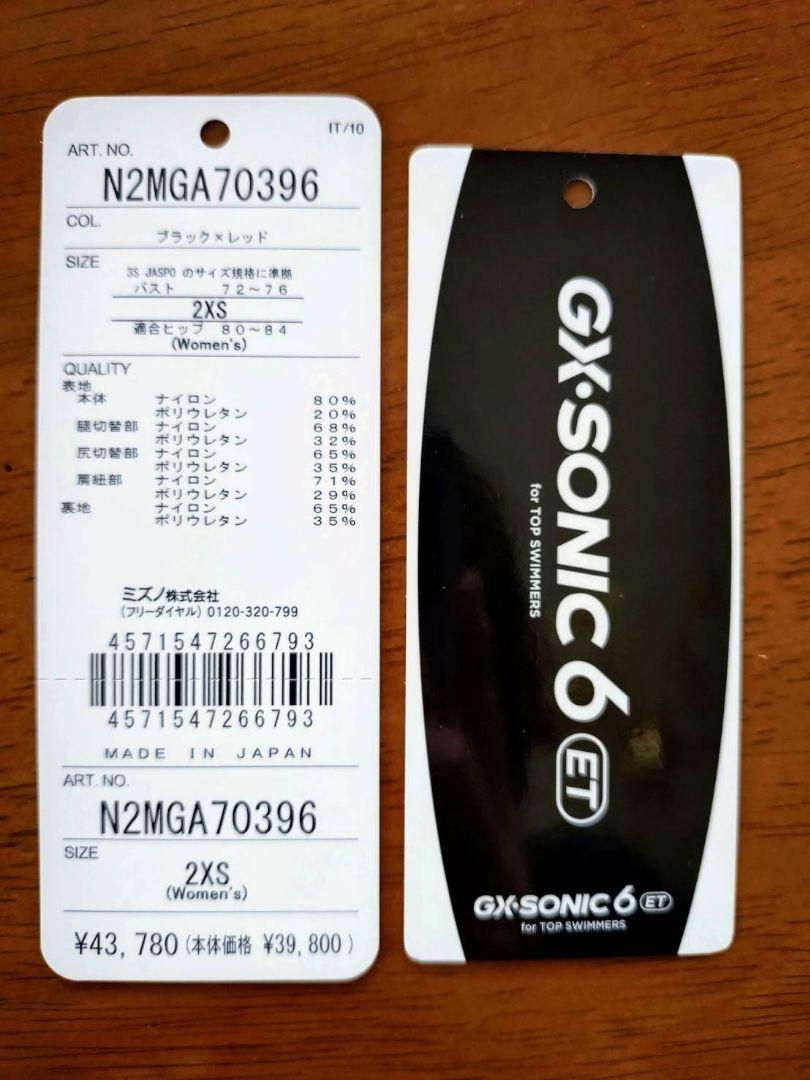 IT/10
ART. NO.
N2MGA70396
COL.
ブラック×レッド
SIZE
3S JASPO のサイズ規格に準拠
バスト 72～76
2XS
適合ヒップ 80～84
(Women's)
QUALITY
表地
本体 ナイロン 80%
ポリウレタン 20%
腿切替部 ナイロン 68%
ポリウレタン 32%
尻切替部 ナイロン 65%
ポリウレタン 35%
肩紐部 ナイロン 71%
ポリウレタン 29%
裏地 ナイロン 65%
ポリウレタン 35%
ミズノ株式会社
(フリーダイヤル) 0120-320-799
4571547266793
4571547266793
MADE IN JAPAN
ART. NO.
N2MGA70396
SIZE
2XS
(Women's)
¥43,780(本体価格 ¥39,800)
GX·SONIC 6 ET
for TOP SWIMMERS
GX·SONIC 6 ET
for TOP SWIMMERS